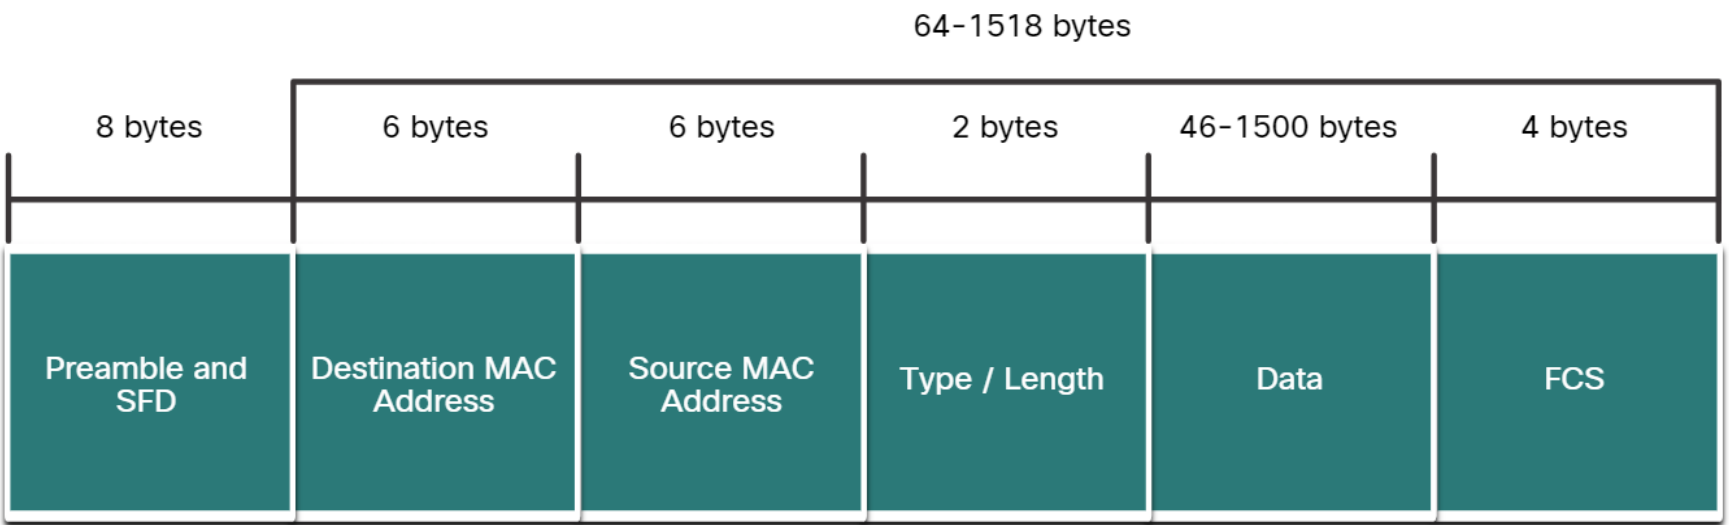 64-1518 bytes
8 bytes
6 bytes
6 bytes
2 bytes
46-1500 bytes
4 bytes
Preamble and
SFD
Destination MAC
Address
Source MAC
Address
Type / Length
Data
FCS